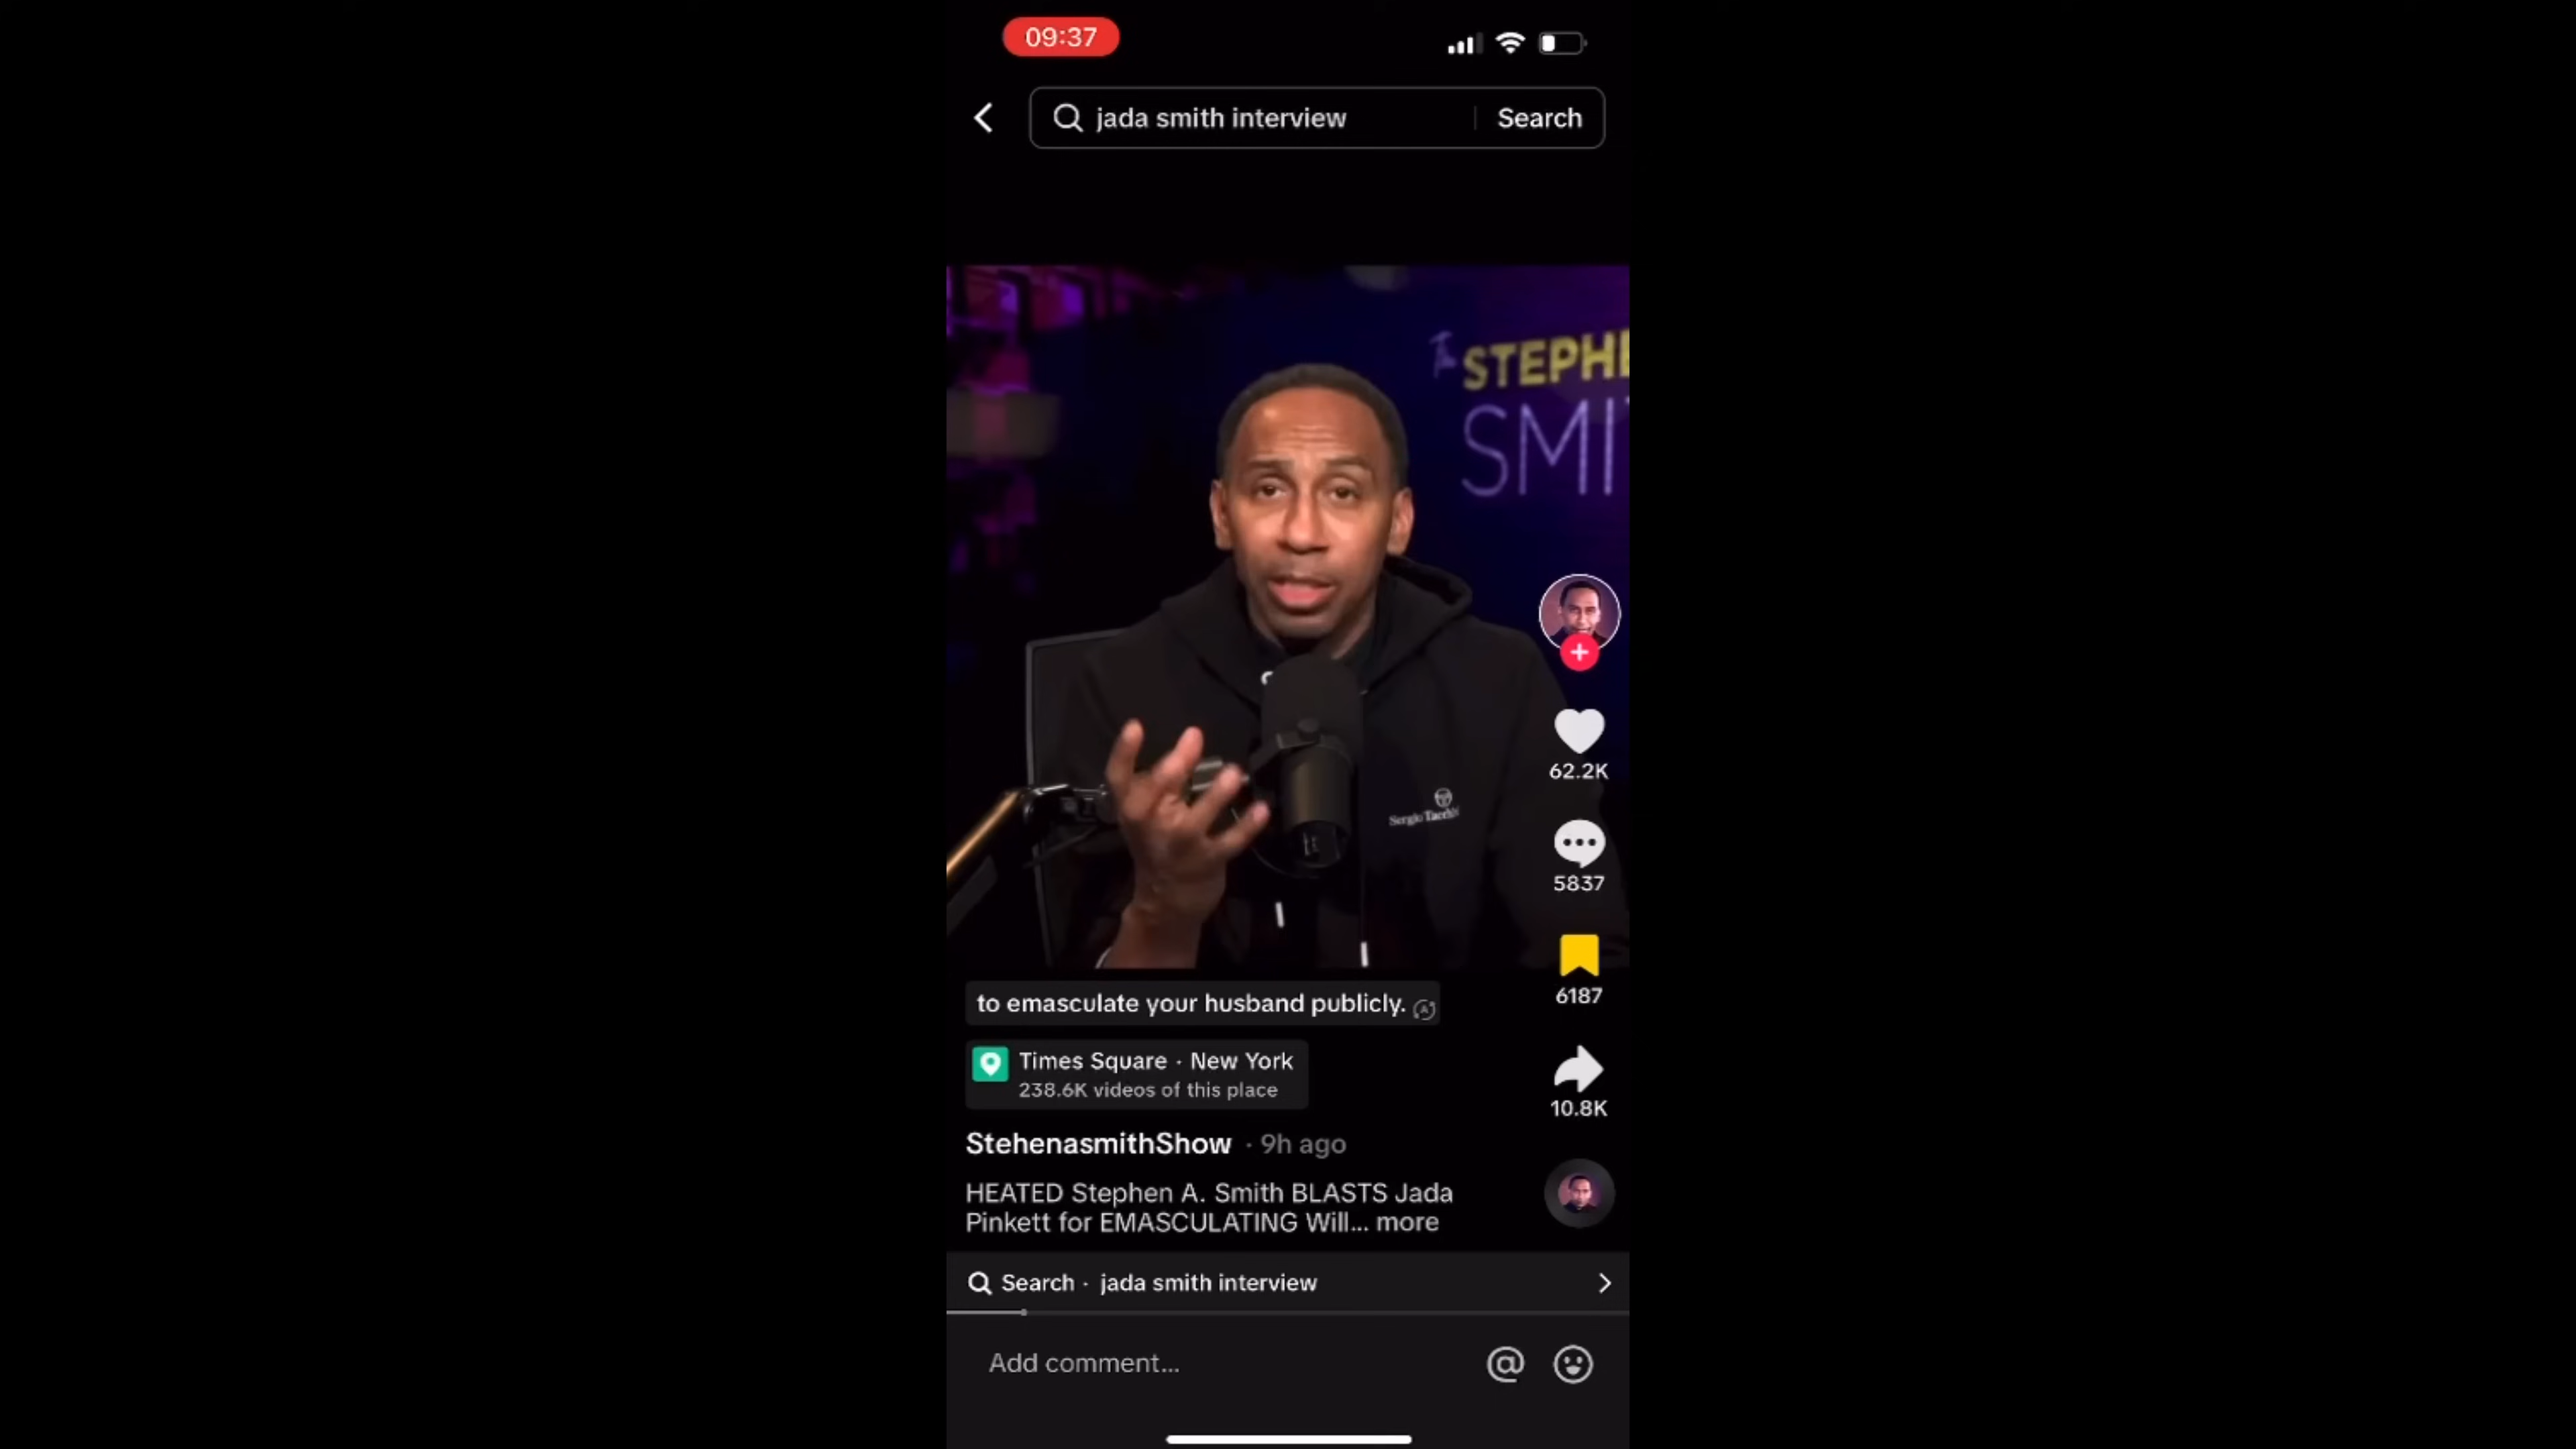 09:37
jada smith interview
Search
STEPHE
SMI
62.2K
5837
6187
10.8K
to emasculate your husband publicly.
Times Square · New York
238.6K videos of this place
StehenasmithShow · 9h ago
HEATED Stephen A. Smith BLASTS Jada
Pinkett for EMASCULATING Will... more
Search · jada smith interview
Add comment...